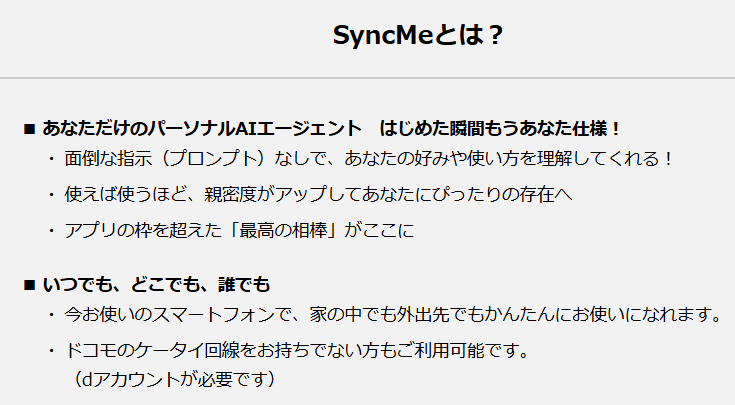 SyncMeとは？
■ あなただけのパーソナルAIエージェント　はじめた瞬間もうあなた仕様！
・ 面倒な指示（プロンプト）なしで、あなたの好みや使い方を理解してくれる！
・ 使えば使うほど、親密度がアップしてあなたにぴったりの存在へ
・ アプリの枠を超えた「最高の相棒」がここに
■ いつでも、どこでも、誰でも
・ 今お使いのスマートフォンで、家の中でも外出先でもかんたんにお使いになれます。
・ ドコモのケータイ回線をお持ちでない方もご利用可能です。
（dアカウントが必要です）